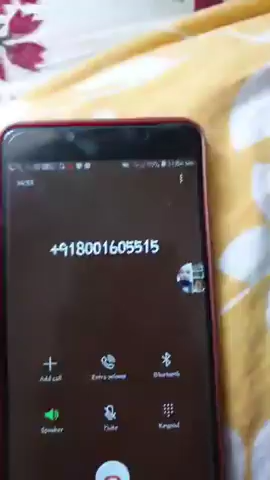 +918001605515
Add call
Extra volume
Bluetooth
Speaker
Mute
Keypad